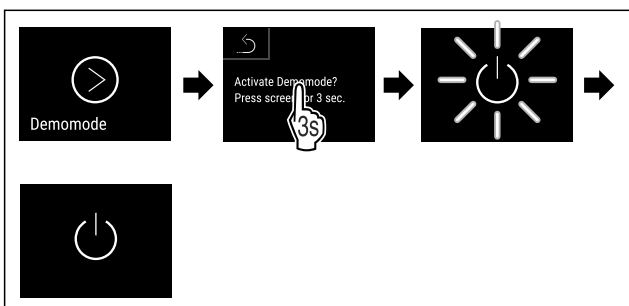 Demomode
Activate Demomode?
Press screen for 3 sec.
3s